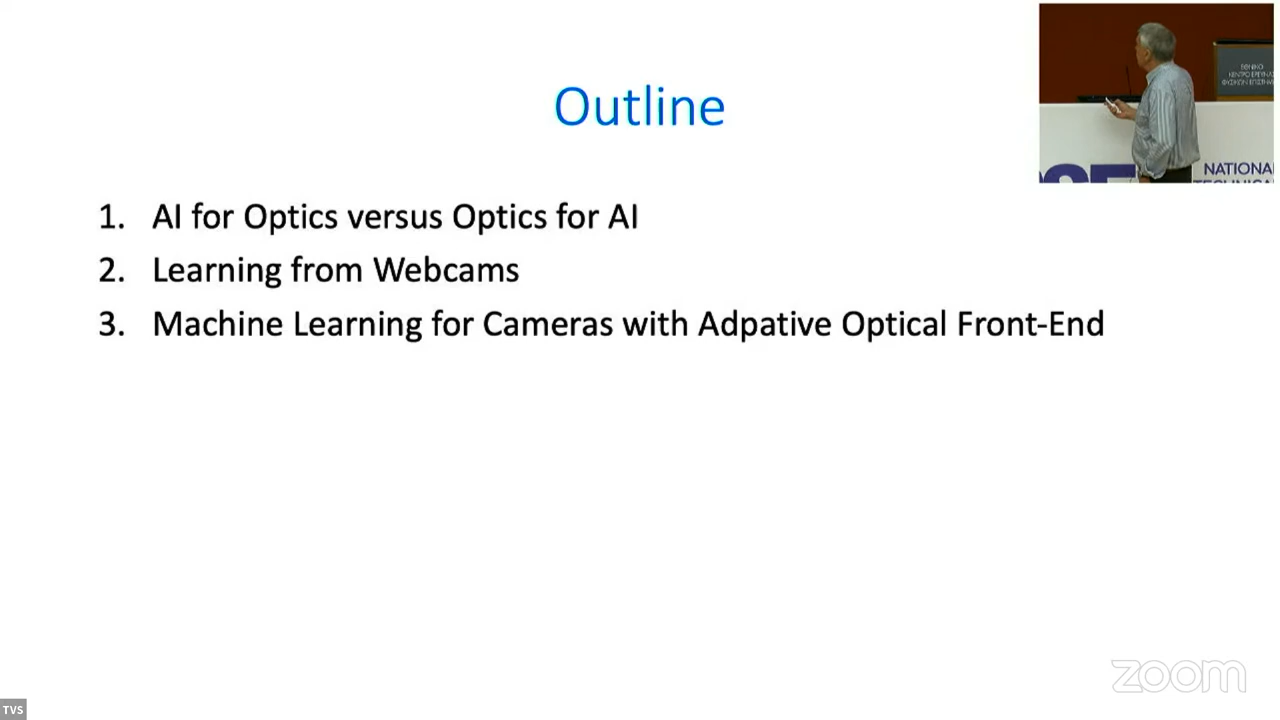 Outline
1. AI for Optics versus Optics for AI
2. Learning from Webcams
3. Machine Learning for Cameras with Adpative Optical Front-End
ΕΘΝΙΚΟ
NATIONAL
zoom
TVS